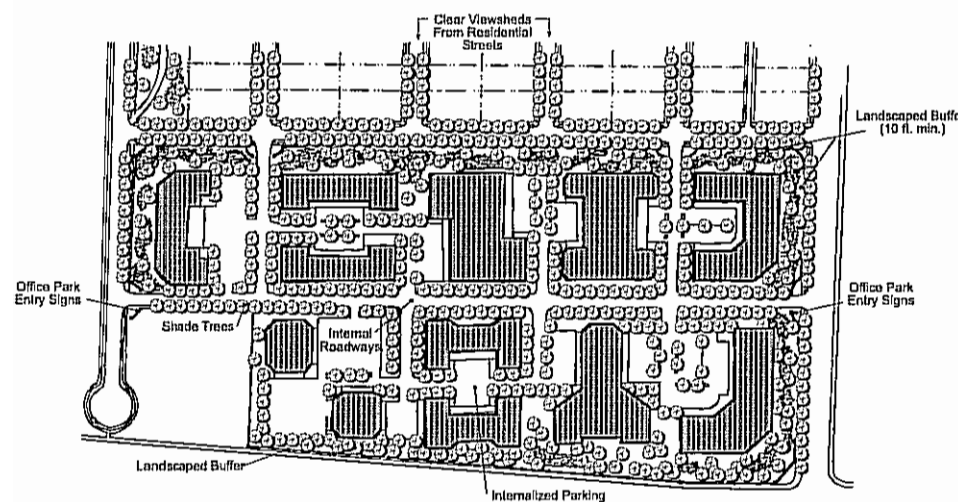 Clear Viewsheds
From Residential
Streets
Landscaped Buffe
(10 ft. min.)
Office Park
Entry Signs
Office Park
Entry Signs
Shade Trees
Internal
Roadways
Landscaped Buffer
Internalized Parking